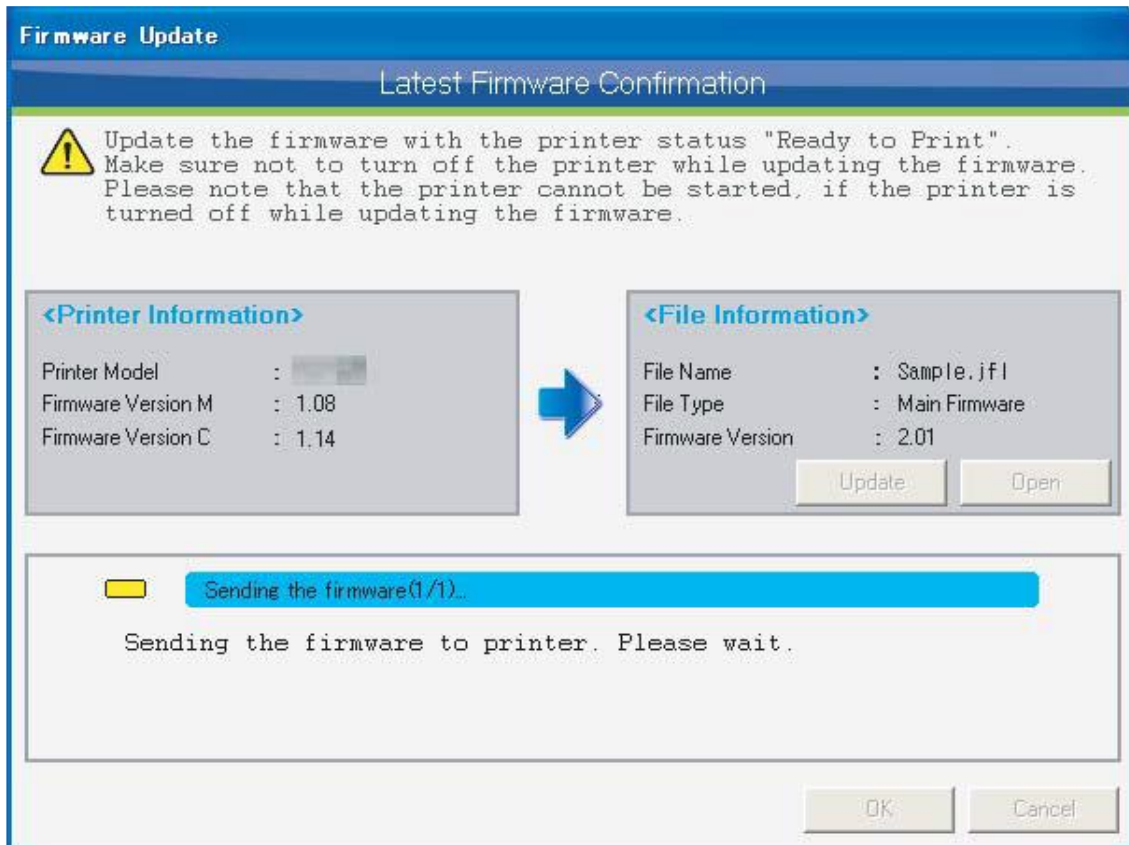 Firmware Update
Latest Firmware Confirmation
Update the firmware with the printer status "Ready to Print".
Make sure not to turn off the printer while updating the firmware.
Please note that the printer cannot be started, if the printer is
turned off while updating the firmware.
<Printer Information>
Printer Model :
Firmware Version M : 1.08
Firmware Version C : 1.14
<File Information>
File Name : Sample.jfl
File Type : Main Firmware
Firmware Version : 2.01
Update Open
Sending the firmware(1/1)...
Sending the firmware to printer. Please wait.
OK Cancel